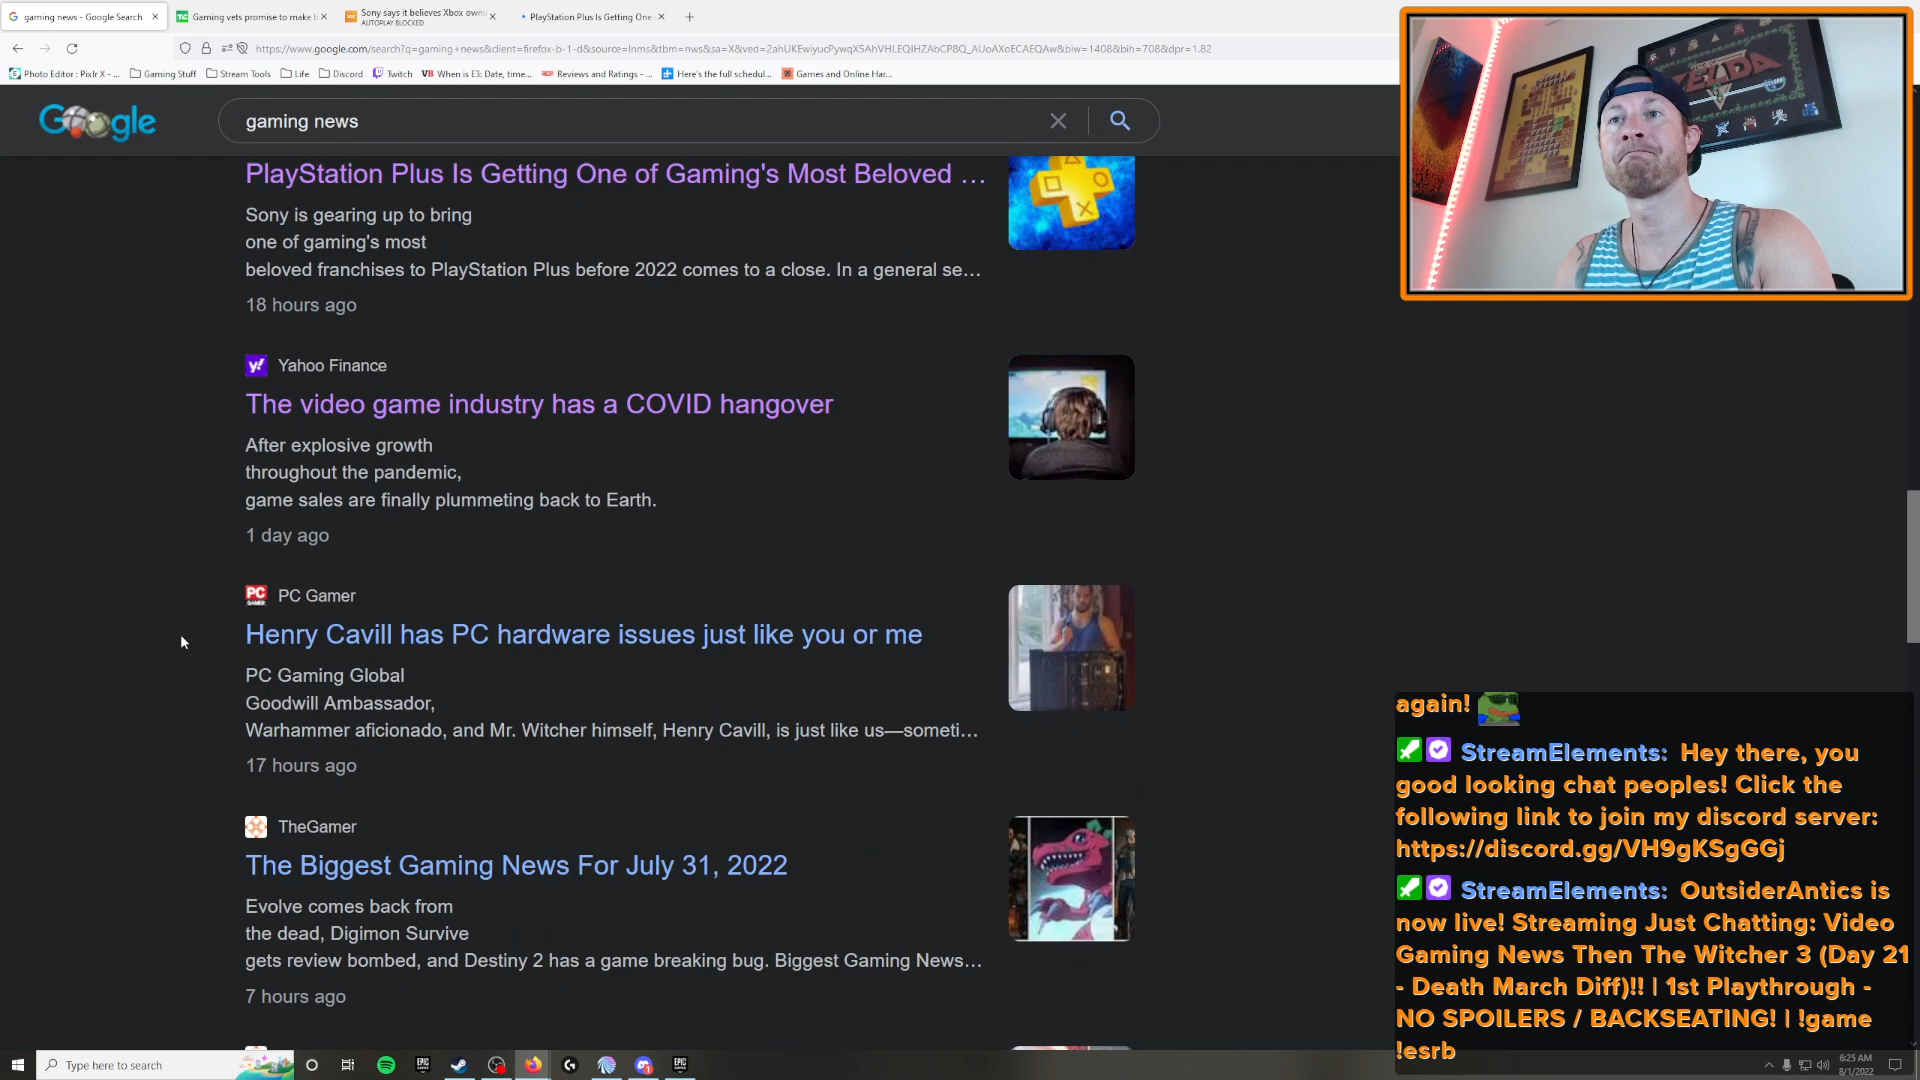 gaming news - Google Search
Gaming vets promise to make b
Sony says it believes Xbox owni
AUTOPLAY BLOCKED
PlayStation Plus Is Getting One
https://www.google.com/search?q=gaming+news&client=firefox-b-1-d&source=lnms&tbm=nws&sa=X&ved=2ahUKEwiyucPywqX5AhVHLEQIHZAbCP8Q_AUoAXoECAEQAw&biw=1408&bih=708&dpr=1.82
Photo Editor : Pixlr X - ...
Gaming Stuff
Stream Tools
Life
Discord
Twitch
When is E3: Date, time...
Reviews and Ratings - ...
Here's the full schedul...
Games and Online Har...
Google
gaming news
PlayStation Plus Is Getting One of Gaming's Most Beloved ...
Sony is gearing up to bring
one of gaming's most
beloved franchises to PlayStation Plus before 2022 comes to a close. In a general se...
18 hours ago
Yahoo Finance
The video game industry has a COVID hangover
After explosive growth
throughout the pandemic,
game sales are finally plummeting back to Earth.
1 day ago
PC Gamer
Henry Cavill has PC hardware issues just like you or me
PC Gaming Global
Goodwill Ambassador,
Warhammer aficionado, and Mr. Witcher himself, Henry Cavill, is just like us—someti...
17 hours ago
TheGamer
The Biggest Gaming News For July 31, 2022
Evolve comes back from
the dead, Digimon Survive
gets review bombed, and Destiny 2 has a game breaking bug. Biggest Gaming News...
7 hours ago
ZELDA
again!
StreamElements: Hey there, you
good looking chat peoples! Click the
following link to join my discord server:
https://discord.gg/VH9gKSgGGj
StreamElements: OutsiderAntics is
now live! Streaming Just Chatting: Video
Gaming News Then The Witcher 3 (Day 21
- Death March Diff)!! | 1st Playthrough -
NO SPOILERS / BACKSEATING! | !game
!esrb
Type here to search
6:25 AM
8/1/2022